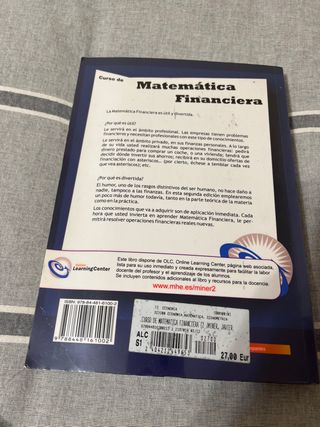 Curso de
Matemática
Financiera
La Matemática Financiera es útil y divertida.
¿Por qué es útil?
Le servirá en el ámbito profesional. Las empresas tienen problemas
financieros y necesitan profesionales con este tipo de conocimientos.
Le servirá en el ámbito privado, en sus finanzas personales. A lo largo
de su vida usted realizará muchas operaciones financieras: pedirá
dinero prestado para comprar un coche, o una vivienda; tendrá que
decidir dónde invertir sus ahorros; recibirá en su domicilio ofertas de
financiación con asteriscos... (por cierto, échese a temblar cada vez
que vea asteriscos), etc.
¿Por qué es divertida?
El humor, uno de los rasgos distintivos del ser humano, no hace daño a
nadie, tampoco a las finanzas. En esta segunda edición emplearemos
un poco más de humor todavía, tanto en la parte teórica de la materia
como en la práctica.
Los conocimientos que va a adquirir son de aplicación inmediata. Cada
hora que usted invierta en aprender Matemática Financiera, le per-
mitirá resolver operaciones financieras reales nuevas.
Online
LearningCenter
Este libro dispone de OLC, Online Learning Center, página web asociada,
lista para su uso inmediato y creada expresamente para facilitar la labor
docente del profesor y el aprendizaje de los alumnos.
Se incluyen contenidos adicionales al libro y recursos para la docencia.
www.mhe.es/miner2
ISBN: 978-84-481-6100-2
9 788448 161002
ALC
S1
27,00 Eur